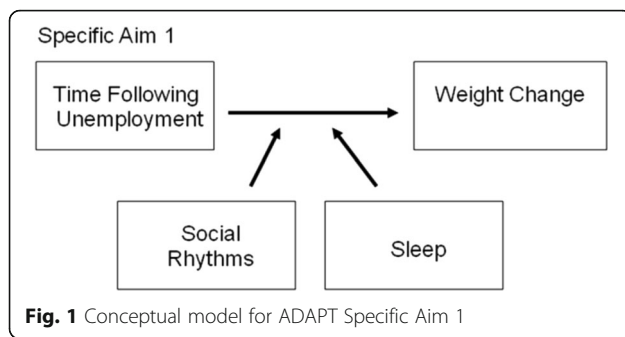 Specific Aim 1
Time Following
Unemployment
Weight Change
Social
Rhythms
Sleep
Fig. 1 Conceptual model for ADAPT Specific Aim 1